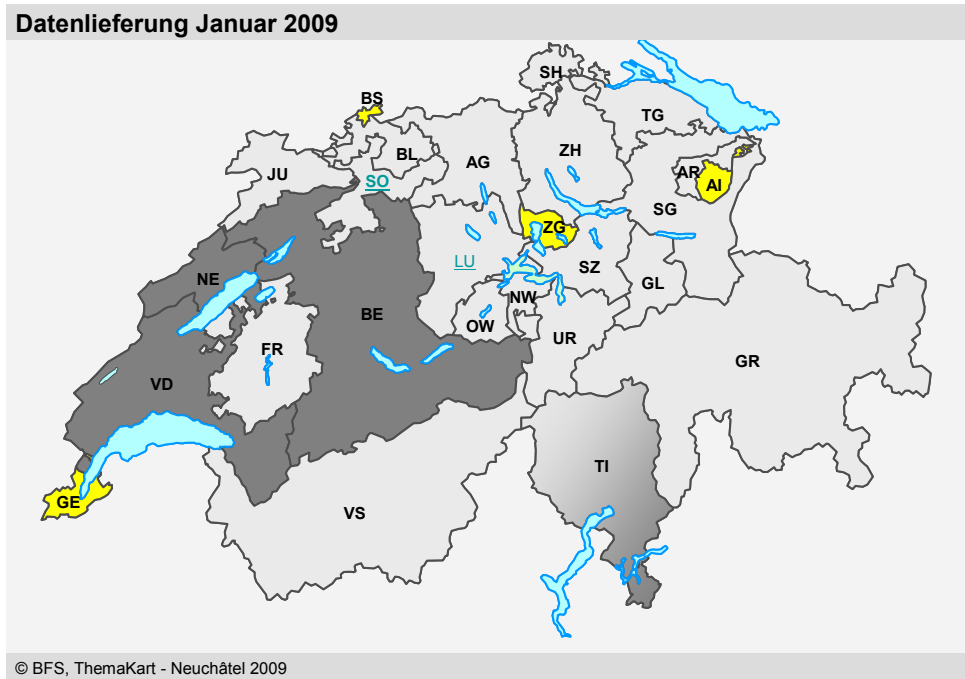 Datenlieferung Januar 2009
SH
BS
TG
BL
ZH
AG
JU
SO
AR
AI
SG
ZG
LU
SZ
NE
GL
NW
BE
OW
UR
FR
GR
VD
TI
GE
VS
© BFS, ThemaKart - Neuchâtel 2009